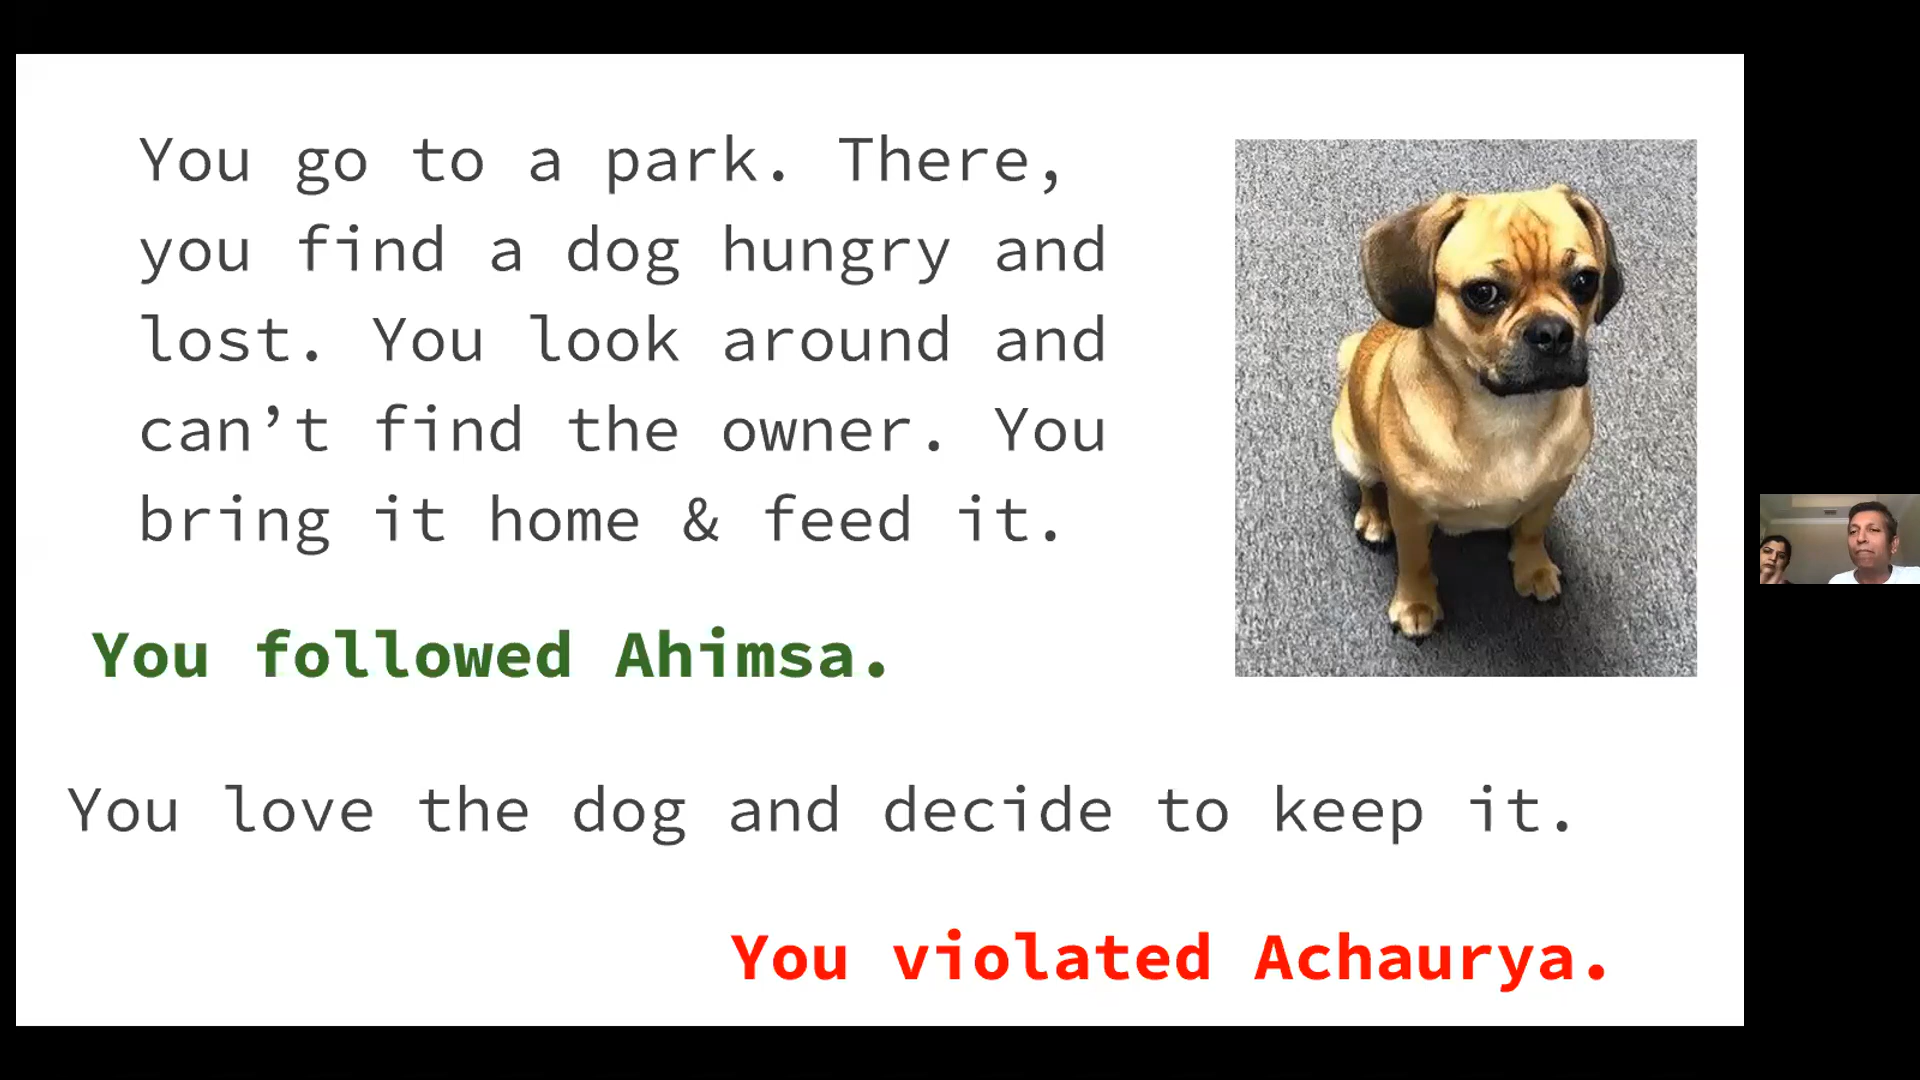 You go to a park. There,
you find a dog hungry and
lost. You look around and
can’t find the owner. You
bring it home & feed it.
You followed Ahimsa.
You love the dog and decide to keep it.
You violated Achaurya.